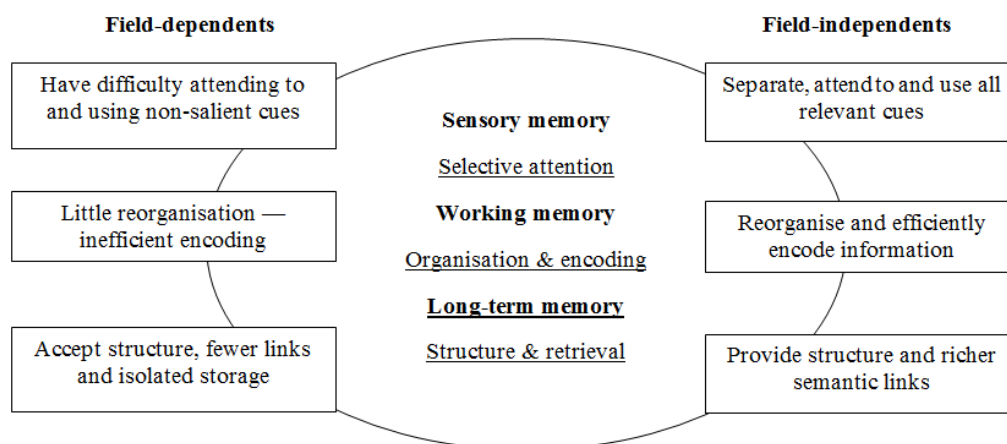 Field-dependents
Have difficulty attending to
and using non-salient cues
Little reorganisation —
inefficient encoding
Accept structure, fewer links
and isolated storage
Sensory memory
Selective attention
Working memory
Organisation & encoding
Long-term memory
Structure & retrieval
Field-independents
Separate, attend to and use all
relevant cues
Reorganise and efficiently
encode information
Provide structure and richer
semantic links